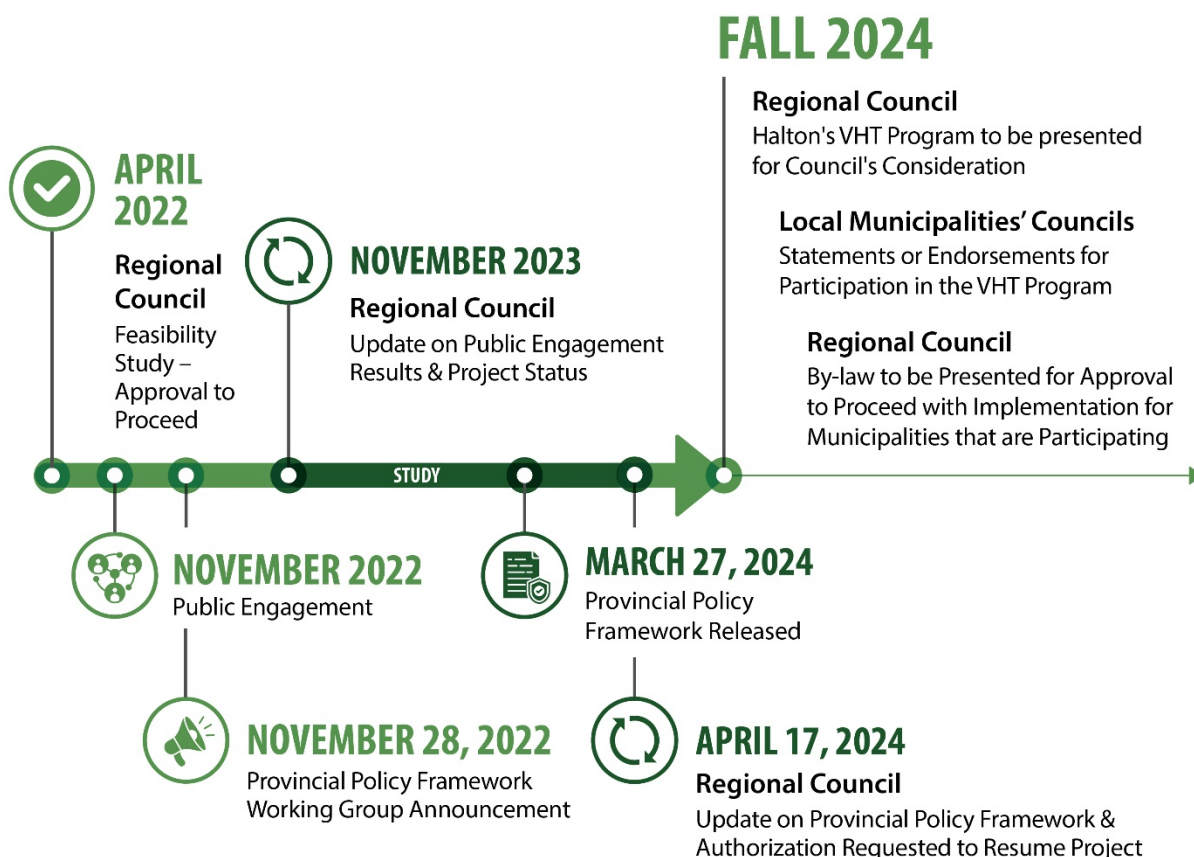 APRIL
2022
Regional
Council
Feasibility
Study –
Approval to
Proceed
NOVEMBER 2022
Public Engagement
NOVEMBER 28, 2022
Provincial Policy Framework
Working Group Announcement
NOVEMBER 2023
Regional Council
Update on Public Engagement
Results & Project Status
STUDY
MARCH 27, 2024
Provincial Policy
Framework Released
APRIL 17, 2024
Regional Council
Update on Provincial Policy Framework &
Authorization Requested to Resume Project
FALL 2024
Regional Council
Halton's VHT Program to be presented
for Council's Consideration
Local Municipalities’ Councils
Statements or Endorsements for
Participation in the VHT Program
Regional Council
By-law to be Presented for Approval
to Proceed with Implementation for
Municipalities that are Participating